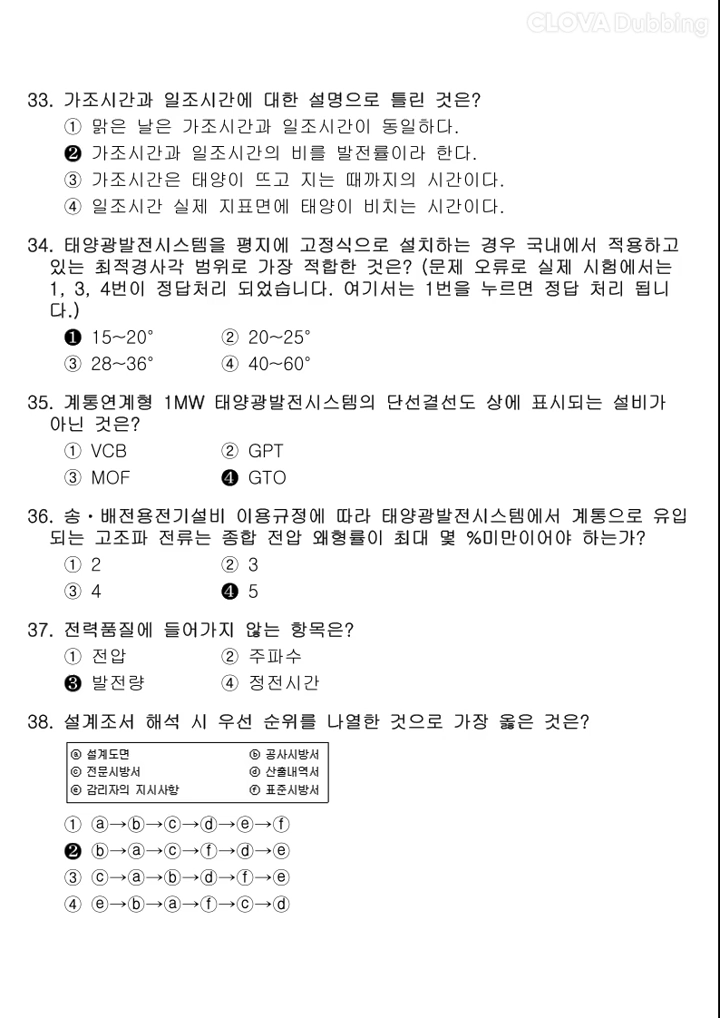 CLOVA Dubbing
33. 가조시간과 일조시간에 대한 설명으로 틀린 것은?
① 맑은 날은 가조시간과 일조시간이 동일하다.
❷ 가조시간과 일조시간의 비를 발전률이라 한다.
③ 가조시간은 태양이 뜨고 지는 때까지의 시간이다.
④ 일조시간 실제 지표면에 태양이 비치는 시간이다.
34. 태양광발전시스템을 평지에 고정식으로 설치하는 경우 국내에서 적용하고
있는 최적경사각 범위로 가장 적합한 것은? (문제 오류로 실제 시험에서는
1, 3, 4번이 정답처리 되었습니다. 여기서는 1번을 누르면 정답 처리 됩니
다.)
❶ 15~20° ② 20~25°
③ 28~36° ④ 40~60°
35. 계통연계형 1MW 태양광발전시스템의 단선결선도 상에 표시되는 설비가
아닌 것은?
① VCB ② GPT
③ MOF ❹ GTO
36. 송·배전용전기설비 이용규정에 따라 태양광발전시스템에서 계통으로 유입
되는 고조파 전류는 종합 전압 왜형률이 최대 몇 %미만이어야 하는가?
① 2 ② 3
③ 4 ❹ 5
37. 전력품질에 들어가지 않는 항목은?
① 전압 ② 주파수
❸ 발전량 ④ 정전시간
38. 설계조서 해석 시 우선 순위를 나열한 것으로 가장 옳은 것은?
ⓐ 설계도면 ⓑ 공사시방서
ⓒ 전문시방서 ⓓ 산출내역서
ⓔ 감리자의 지시사항 ⓕ 표준시방서
① ⓐ→ⓑ→ⓒ→ⓓ→ⓔ→ⓕ
❷ ⓑ→ⓐ→ⓒ→ⓕ→ⓓ→ⓔ
③ ⓒ→ⓐ→ⓑ→ⓓ→ⓕ→ⓔ
④ ⓔ→ⓑ→ⓐ→ⓕ→ⓒ→ⓓ